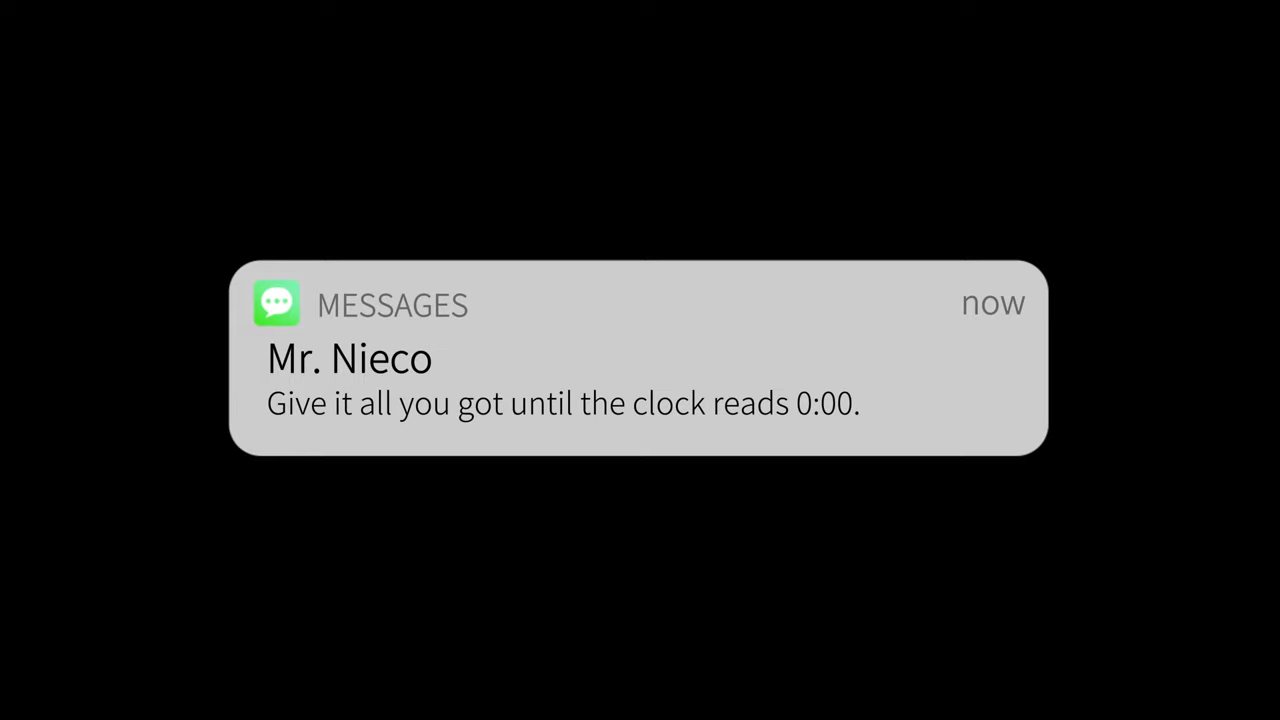 MESSAGES now
Mr. Nieco
Give it all you got until the clock reads 0:00.